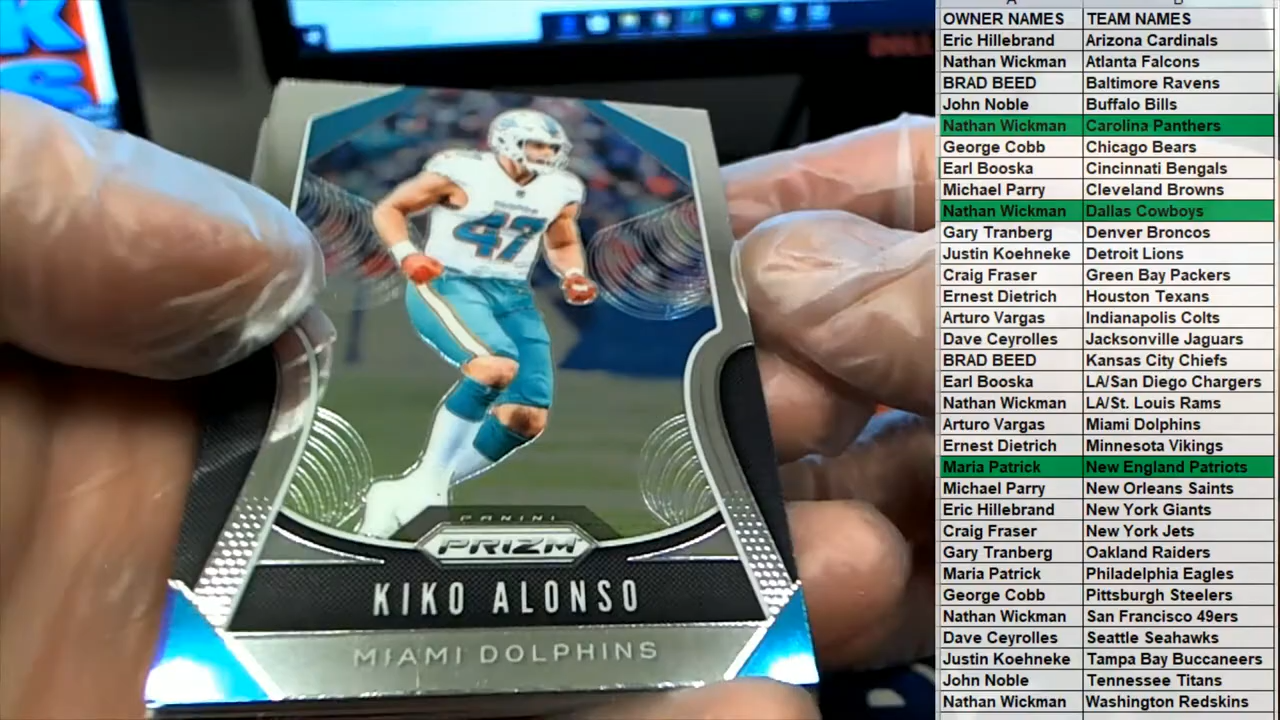 47
PANINI
PRIZM
KIKO ALONSO
MIAMI DOLPHINS
OWNER NAMES TEAM NAMES
Eric Hillebrand Arizona Cardinals
Nathan Wickman Atlanta Falcons
BRAD BEED Baltimore Ravens
John Noble Buffalo Bills
Nathan Wickman Carolina Panthers
George Cobb Chicago Bears
Earl Booska Cincinnati Bengals
Michael Parry Cleveland Browns
Nathan Wickman Dallas Cowboys
Gary Tranberg Denver Broncos
Justin Koehneke Detroit Lions
Craig Fraser Green Bay Packers
Ernest Dietrich Houston Texans
Arturo Vargas Indianapolis Colts
Dave Ceyrolles Jacksonville Jaguars
BRAD BEED Kansas City Chiefs
Earl Booska LA/San Diego Chargers
Nathan Wickman LA/St. Louis Rams
Arturo Vargas Miami Dolphins
Ernest Dietrich Minnesota Vikings
Maria Patrick New England Patriots
Michael Parry New Orleans Saints
Eric Hillebrand New York Giants
Craig Fraser New York Jets
Gary Tranberg Oakland Raiders
Maria Patrick Philadelphia Eagles
George Cobb Pittsburgh Steelers
Nathan Wickman San Francisco 49ers
Dave Ceyrolles Seattle Seahawks
Justin Koehneke Tampa Bay Buccaneers
John Noble Tennessee Titans
Nathan Wickman Washington Redskins